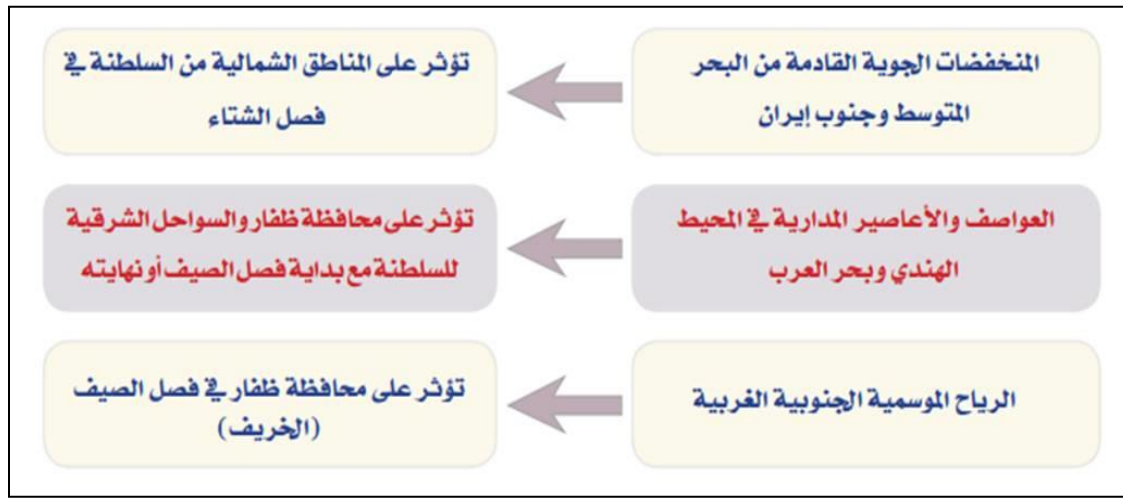 المنخفضات الجوية القادمة من البحر
المتوسط وجنوب إيران
تؤثر على المناطق الشمالية من السلطنة في
فصل الشتاء
العواصف والأعاصير المدارية في المحيط
الهندي وبحر العرب
تؤثر على محافظة ظفار والسواحل الشرقية
للسلطنة مع بداية فصل الصيف أو نهايته
الرياح الموسمية الجنوبية الغربية
تؤثر على محافظة ظفار في فصل الصيف
(الخريف)